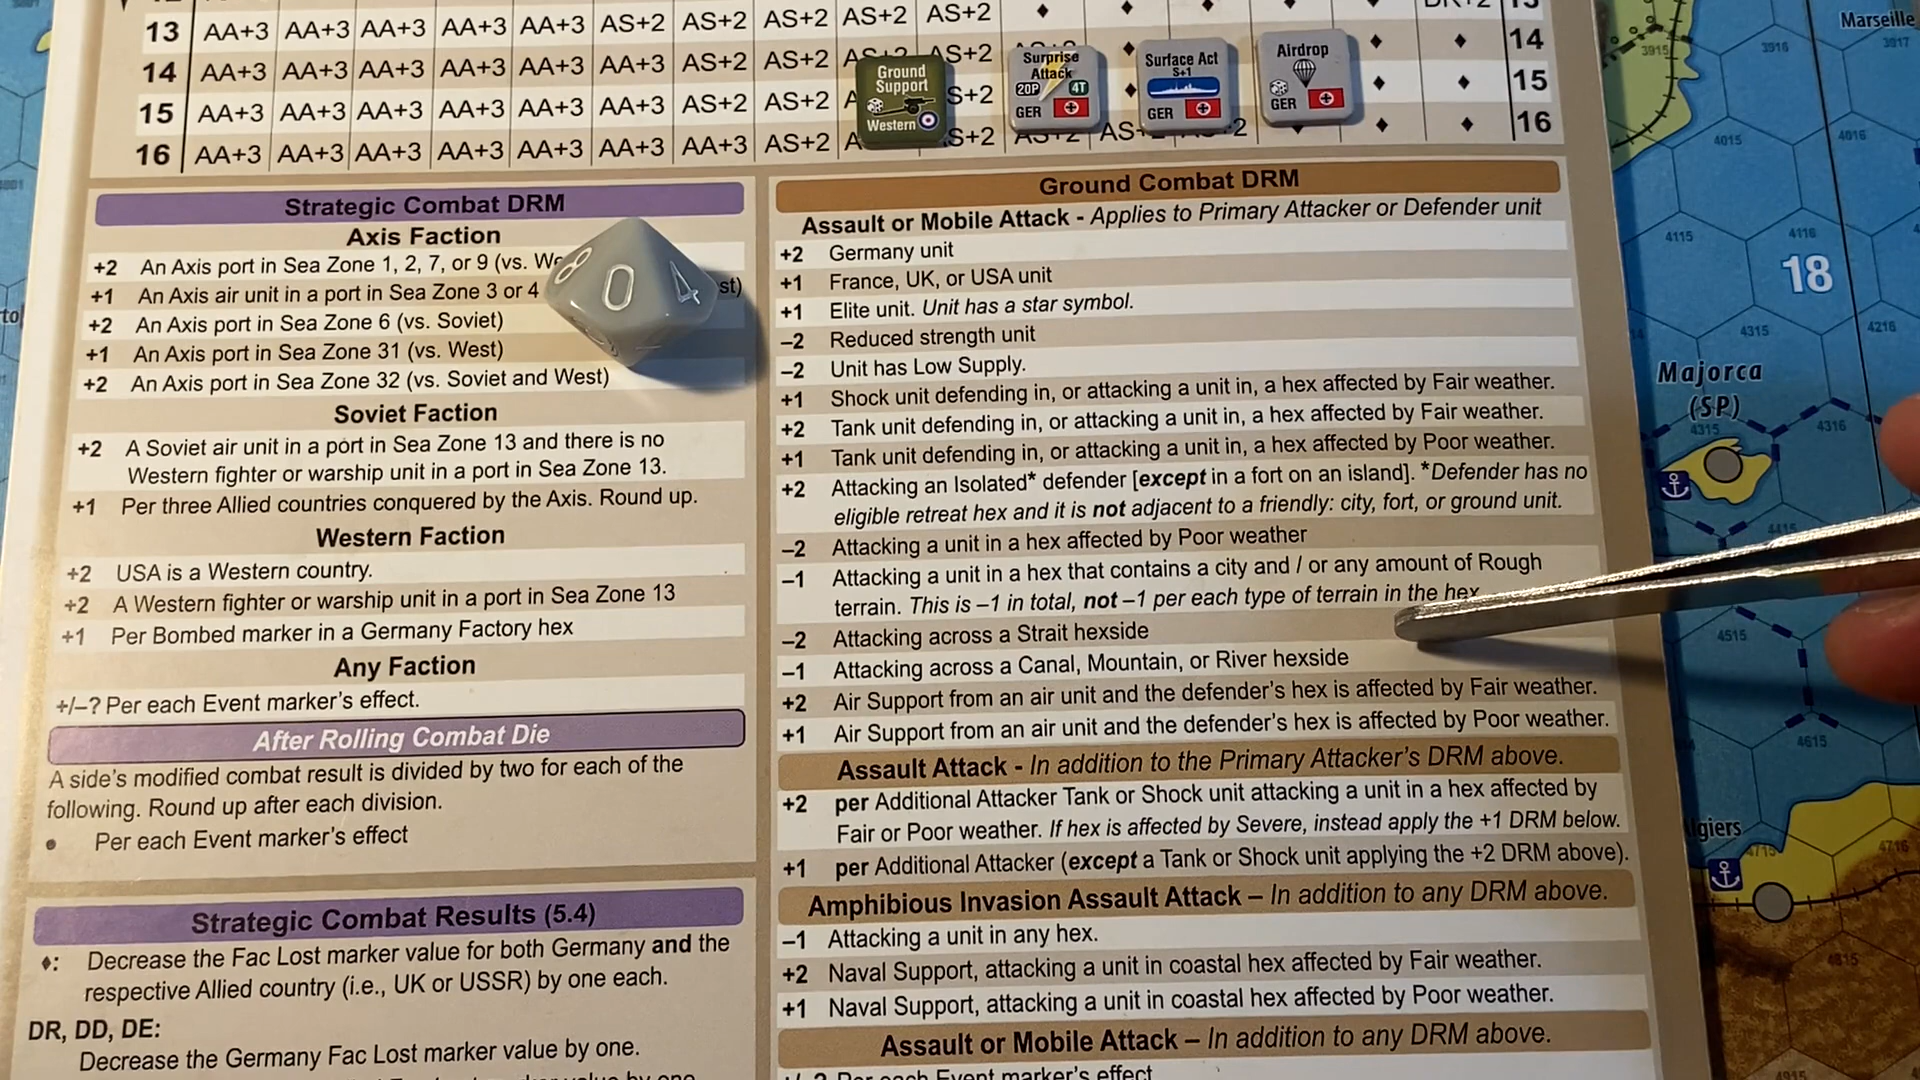 13 AA+3 AA+3 AA+3 AA+3 AA+3 AS+2 AS+2 AS+2 AS+2 AS+2 ♦ ♦ ♦ ♦
14 AA+3 AA+3 AA+3 AA+3 AA+3 AS+2 AS+2 AS+2 ♦ ♦ ♦ 14
15 AA+3 AA+3 AA+3 AA+3 AA+3 AA+3 AS+2 AS+2 ♦ ♦ ♦ 15
16 AA+3 AA+3 AA+3 AA+3 AA+3 AA+3 AA+3 AS+2 AS+2 ♦ ♦ ♦ 16
Ground
Support
Western
Surprise
Attack
20P 4T
GER
Surface Act
S+1
GER
Airdrop
GER
Strategic Combat DRM
Axis Faction
+2 An Axis port in Sea Zone 1, 2, 7, or 9 (vs.
+1 An Axis air unit in a port in Sea Zone 3 or 4
+2 An Axis port in Sea Zone 6 (vs. Soviet)
+1 An Axis port in Sea Zone 31 (vs. West)
+2 An Axis port in Sea Zone 32 (vs. Soviet and West)
8 0 4
Soviet Faction
+2 A Soviet air unit in a port in Sea Zone 13 and there is no
Western fighter or warship unit in a port in Sea Zone 13.
+1 Per three Allied countries conquered by the Axis. Round up.
Western Faction
+2 USA is a Western country.
+2 A Western fighter or warship unit in a port in Sea Zone 13
+1 Per Bombed marker in a Germany Factory hex
Any Faction
+/–? Per each Event marker's effect.
After Rolling Combat Die
A side's modified combat result is divided by two for each of the
following. Round up after each division.
• Per each Event marker's effect
Strategic Combat Results (5.4)
♦: Decrease the Fac Lost marker value for both Germany and the
respective Allied country (i.e., UK or USSR) by one each.
DR, DD, DE:
Decrease the Germany Fac Lost marker value by one.
Ground Combat DRM
Assault or Mobile Attack - Applies to Primary Attacker or Defender unit
+2 Germany unit
+1 France, UK, or USA unit
+1 Elite unit. Unit has a star symbol.
–2 Reduced strength unit
–2 Unit has Low Supply.
+1 Shock unit defending in, or attacking a unit in, a hex affected by Fair weather.
+2 Tank unit defending in, or attacking a unit in, a hex affected by Fair weather.
+1 Tank unit defending in, or attacking a unit in, a hex affected by Poor weather.
+2 Attacking an Isolated* defender [except in a fort on an island]. *Defender has no
eligible retreat hex and it is not adjacent to a friendly: city, fort, or ground unit.
–2 Attacking a unit in a hex affected by Poor weather
–1 Attacking a unit in a hex that contains a city and / or any amount of Rough
terrain. This is –1 in total, not –1 per each type of terrain in the hex
–2 Attacking across a Strait hexside
–1 Attacking across a Canal, Mountain, or River hexside
+2 Air Support from an air unit and the defender's hex is affected by Fair weather.
+1 Air Support from an air unit and the defender's hex is affected by Poor weather.
Assault Attack - In addition to the Primary Attacker's DRM above.
+2 per Additional Attacker Tank or Shock unit attacking a unit in a hex affected by
Fair or Poor weather. If hex is affected by Severe, instead apply the +1 DRM below.
+1 per Additional Attacker (except a Tank or Shock unit applying the +2 DRM above).
Amphibious Invasion Assault Attack – In addition to any DRM above.
–1 Attacking a unit in any hex.
+2 Naval Support, attacking a unit in coastal hex affected by Fair weather.
+1 Naval Support, attacking a unit in coastal hex affected by Poor weather.
Assault or Mobile Attack – In addition to any DRM above.
Per each Event marker's effect
Marseille
3915
3916
3917
4015
4016
4115
4116
18
4315
4216
Majorca
(SP)
4315
4316
4415
4515
4615
4715
4716
4815
4915